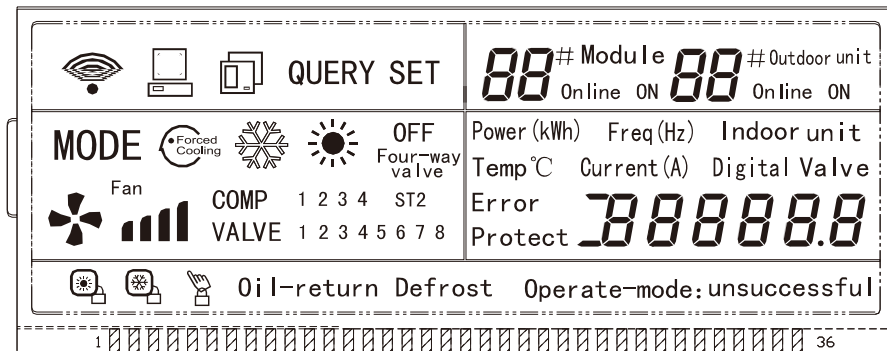 QUERY SET
88# Module 88# Outdoor unit
Online ON Online ON
MODE Forced Cooling OFF
Four-way valve
Fan
COMP 1 2 3 4 ST2
VALVE 1 2 3 4 5 6 7 8
Power(kWh) Freq(Hz) Indoor unit
Temp℃ Current(A) Digital Valve
Error
Protect 88888.8
Oil-return Defrost Operate-mode:unsuccessful
1 36